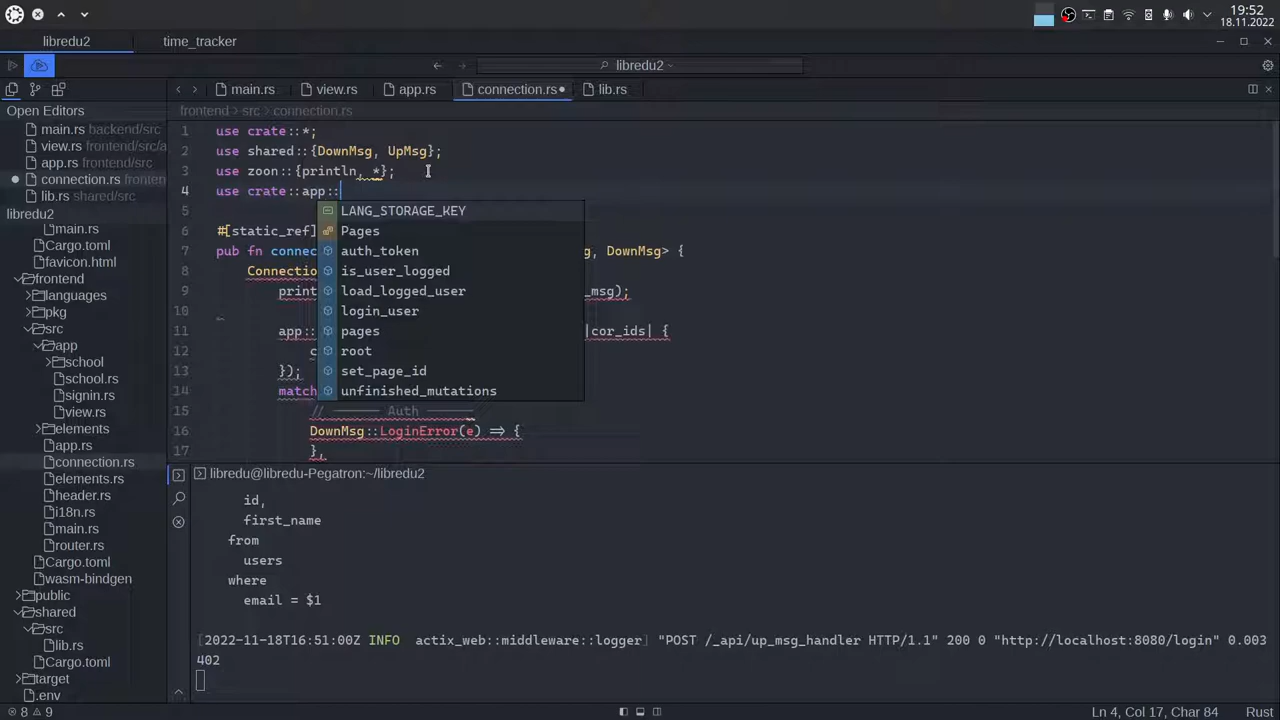 19:52
18.11.2022
libredu2
time_tracker
libredu2
main.rs
view.rs
app.rs
connection.rs
lib.rs
Open Editors
main.rs backend/src
view.rs frontend/src/a
app.rs frontend/src
connection.rs fronten
lib.rs shared/src
libredu2
main.rs
Cargo.toml
favicon.html
frontend
languages
pkg
src
app
school
school.rs
signin.rs
view.rs
elements
app.rs
connection.rs
elements.rs
header.rs
i18n.rs
main.rs
router.rs
Cargo.toml
wasm-bindgen
public
shared
src
lib.rs
Cargo.toml
target
.env
frontend > src > connection.rs
1 use crate::*;
2 use shared::{DownMsg, UpMsg};
3 use zoon::{println, *};
4 use crate::app::
5
6 #[static_ref]
7 pub fn connec g, DownMsg> {
8 Connectio
9 print _msg);
10
11 app:: |cor_ids| {
12 c
13 });
14 match
15 // ────── Auth ──────
16 DownMsg::LoginError(e) => {
17 },
LANG_STORAGE_KEY
Pages
auth_token
is_user_logged
load_logged_user
login_user
pages
root
set_page_id
unfinished_mutations
libredu@libredu-Pegatron:~/libredu2
id,
first_name
from
users
where
email = $1
[2022-11-18T16:51:00Z INFO actix_web::middleware::logger] "POST /_api/up_msg_handler HTTP/1.1" 200 0 "http://localhost:8080/login" 0.003
402
8 9
Ln 4, Col 17, Char 84
Rust